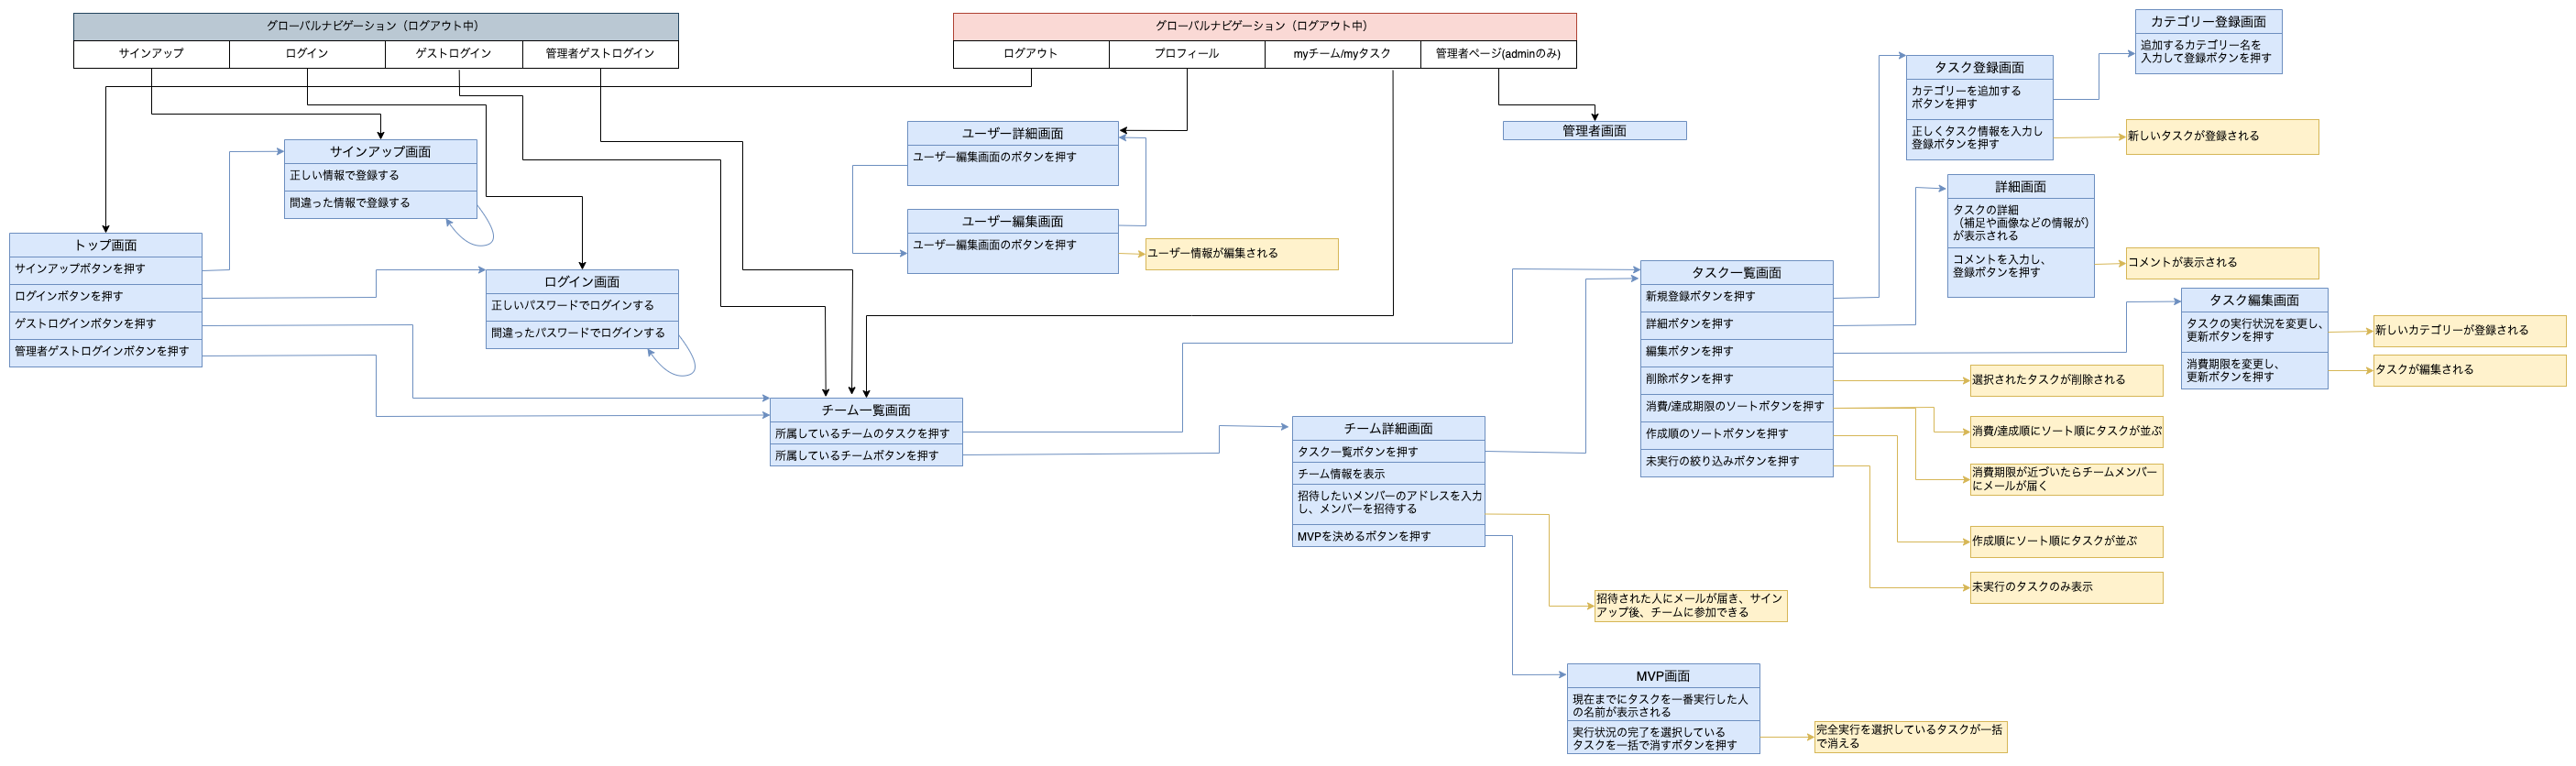 グローバルナビゲーション（ログアウト中）
サインアップ
ログイン
ゲストログイン
管理者ゲストログイン
グローバルナビゲーション（ログアウト中）
ログアウト
プロフィール
myチーム/myタスク
管理者ページ(adminのみ)
カテゴリー登録画面
追加するカテゴリー名を
入力して登録ボタンを押す
タスク登録画面
カテゴリーを追加する
ボタンを押す
正しくタスク情報を入力し
登録ボタンを押す
新しいタスクが登録される
ユーザー詳細画面
ユーザー編集画面のボタンを押す
管理者画面
サインアップ画面
正しい情報で登録する
間違った情報で登録する
ユーザー編集画面
ユーザー編集画面のボタンを押す
ユーザー情報が編集される
詳細画面
タスクの詳細
（補足や画像などの情報が）
が表示される
コメントを入力し、
登録ボタンを押す
コメントが表示される
トップ画面
サインアップボタンを押す
ログインボタンを押す
ゲストログインボタンを押す
管理者ゲストログインボタンを押す
ログイン画面
正しいパスワードでログインする
間違ったパスワードでログインする
タスク一覧画面
新規登録ボタンを押す
詳細ボタンを押す
編集ボタンを押す
削除ボタンを押す
消費/達成期限のソートボタンを押す
作成順のソートボタンを押す
未実行の絞り込みボタンを押す
タスク編集画面
タスクの実行状況を変更し、
更新ボタンを押す
消費期限を変更し、
更新ボタンを押す
新しいカテゴリーが登録される
タスクが編集される
選択されたタスクが削除される
消費/達成順にソート順にタスクが並ぶ
消費期限が近づいたらチームメンバー
にメールが届く
作成順にソート順にタスクが並ぶ
未実行のタスクのみ表示
チーム一覧画面
所属しているチームのタスクを押す
所属しているチームボタンを押す
チーム詳細画面
タスク一覧ボタンを押す
チーム情報を表示
招待したいメンバーのアドレスを入力
し、メンバーを招待する
MVPを決めるボタンを押す
招待された人にメールが届き、サイン
アップ後、チームに参加できる
MVP画面
現在までにタスクを一番実行した人
の名前が表示される
実行状況の完了を選択している
タスクを一括で消すボタンを押す
完全実行を選択しているタスクが一括
で消える